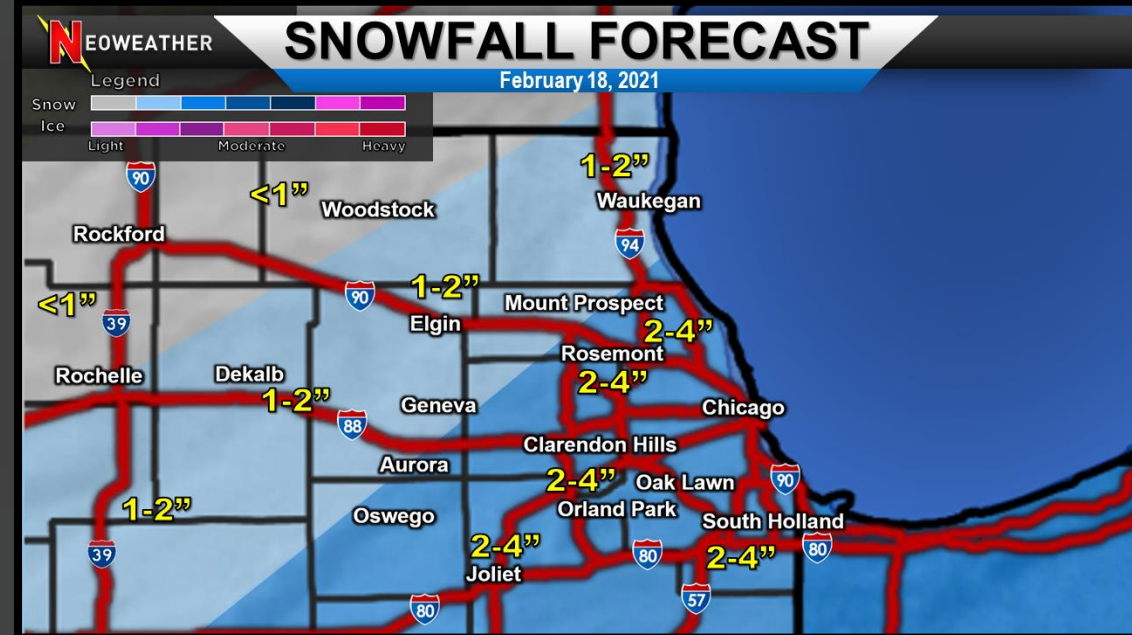 NEOWEATHER
SNOWFALL FORECAST
February 18, 2021
Legend
Snow
Ice
Light Moderate Heavy
1-2”
90
<1”
Woodstock
Waukegan
Rockford
94
<1”
90
1-2”
Mount Prospect
39
Elgin
2-4”
Rosemont
Rochelle
Dekalb
2-4”
1-2”
Geneva
Chicago
88
Clarendon Hills
Aurora
2-4”
Oak Lawn
90
1-2”
Oswego
Orland Park
South Holland
39
2-4”
80
2-4”
80
Joliet
80
57